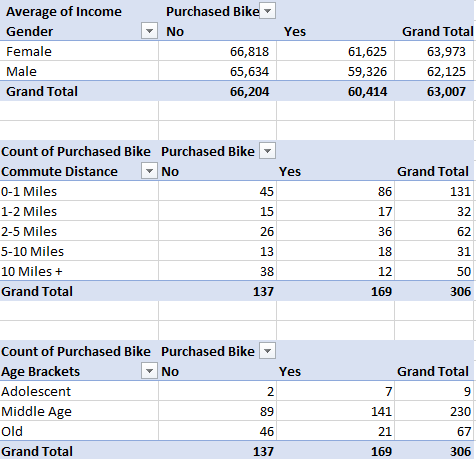 Average of Income Purchased Bike
Gender No Yes Grand Total
Female 66,818 61,625 63,973
Male 65,634 59,326 62,125
Grand Total 66,204 60,414 63,007
Count of Purchased Bike Purchased Bike
Commute Distance No Yes Grand Total
0-1 Miles 45 86 131
1-2 Miles 15 17 32
2-5 Miles 26 36 62
5-10 Miles 13 18 31
10 Miles + 38 12 50
Grand Total 137 169 306
Count of Purchased Bike Purchased Bike
Age Brackets No Yes Grand Total
Adolescent 2 7 9
Middle Age 89 141 230
Old 46 21 67
Grand Total 137 169 306